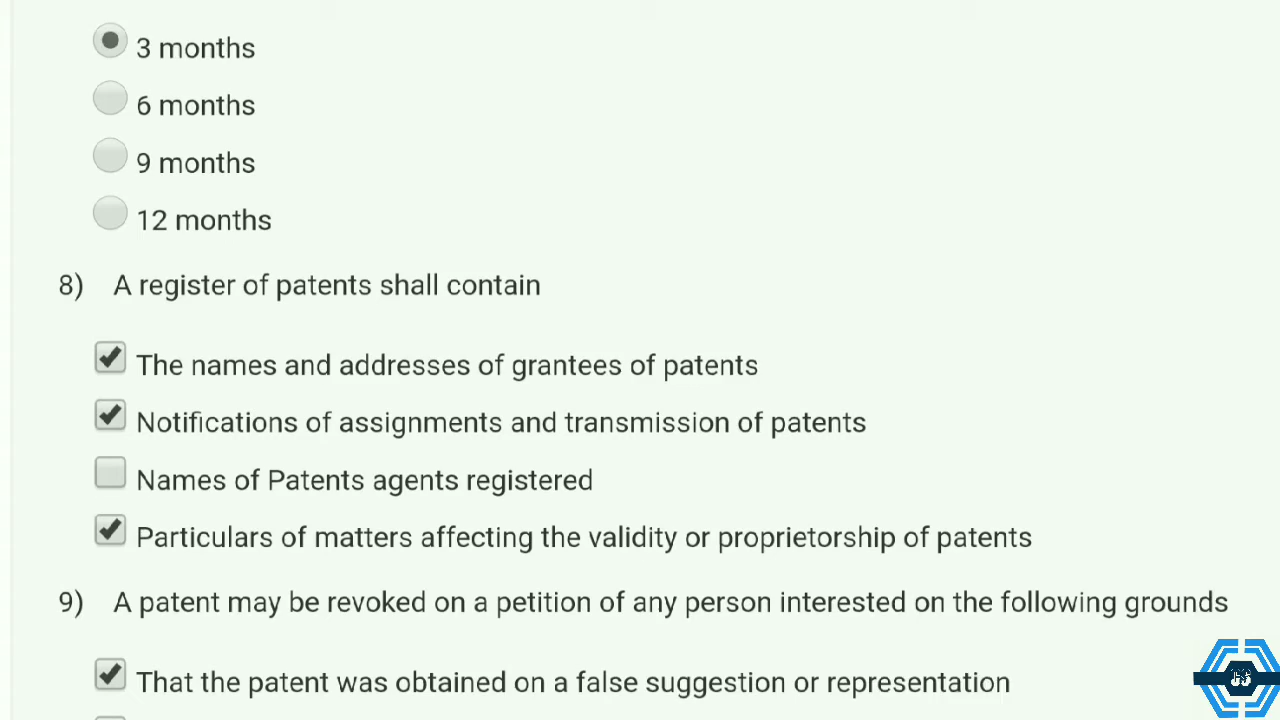 3 months
6 months
9 months
12 months
8) A register of patents shall contain
The names and addresses of grantees of patents
Notifications of assignments and transmission of patents
Names of Patents agents registered
Particulars of matters affecting the validity or proprietorship of patents
9) A patent may be revoked on a petition of any person interested on the following grounds
That the patent was obtained on a false suggestion or representation